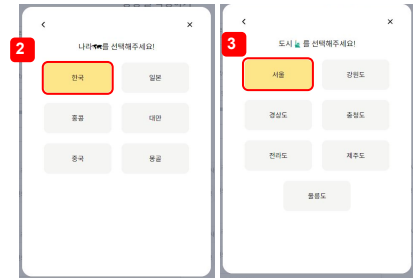 2
나라🗺를 선택해주세요!
한국
일본
홍콩
대만
중국
몽골
3
도시🗽를 선택해주세요!
서울
강원도
경상도
충청도
전라도
제주도
울릉도